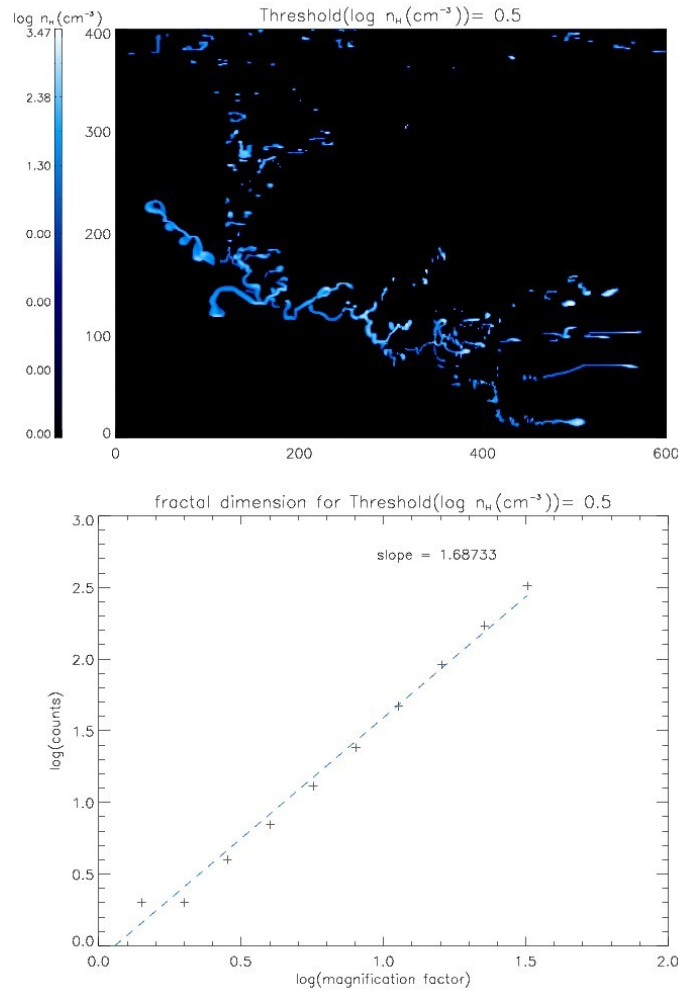 log n_H(cm⁻³)
Threshold(log n_H(cm⁻³))= 0.5
3.47
2.38
1.30
0.00
0.00
0.00
0.00
400
300
200
100
0
0 200 400 600
fractal dimension for Threshold(log n_H(cm⁻³))= 0.5
slope = 1.68733
log(counts)
3.0
2.5
2.0
1.5
1.0
0.5
0.0
0.0 0.5 1.0 1.5 2.0
log(magnification factor)